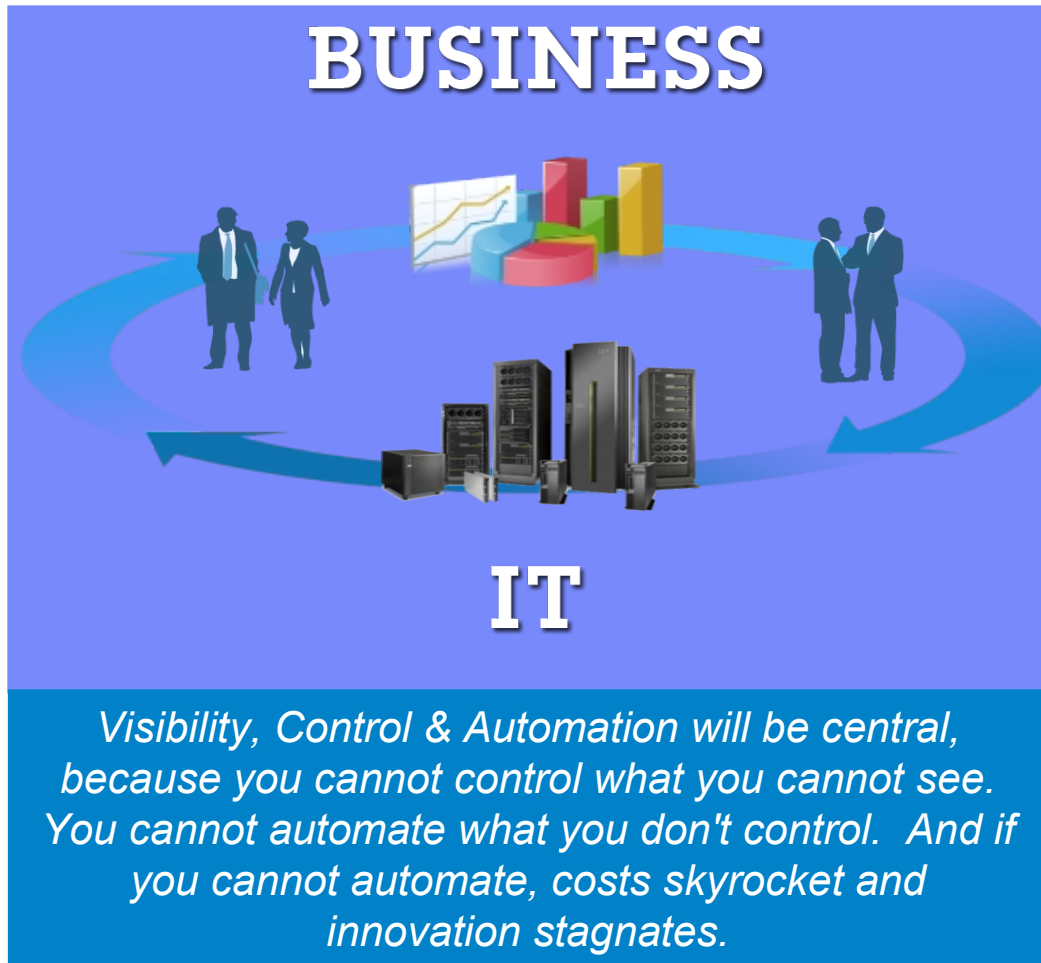 BUSINESS
IT
Visibility, Control & Automation will be central,
because you cannot control what you cannot see.
You cannot automate what you don't control.  And if
you cannot automate, costs skyrocket and
innovation stagnates.